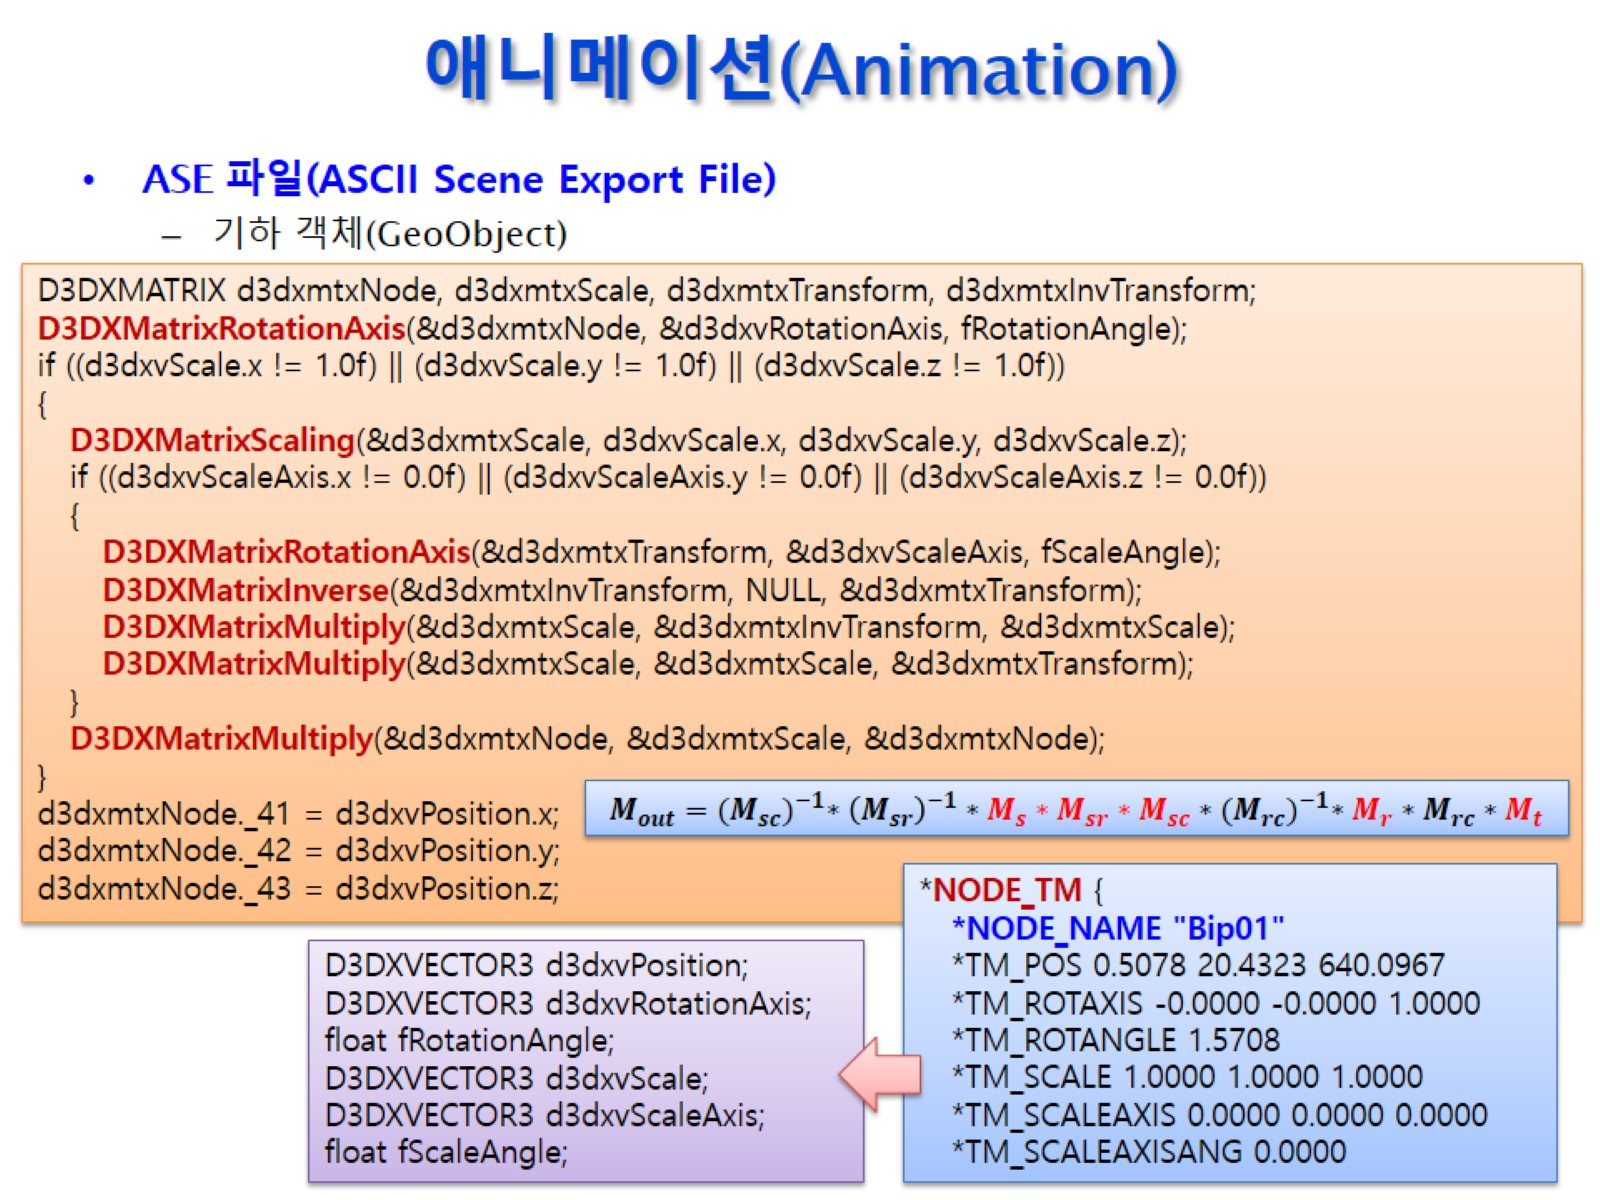 애니메이션(Animation)
• ASE 파일(ASCII Scene Export File)
– 기하 객체(GeoObject)
D3DXMATRIX d3dxmtxNode, d3dxmtxScale, d3dxmtxTransform, d3dxmtxInvTransform;
D3DXMatrixRotationAxis(&d3dxmtxNode, &d3dxvRotationAxis, fRotationAngle);
if ((d3dxvScale.x != 1.0f) || (d3dxvScale.y != 1.0f) || (d3dxvScale.z != 1.0f))
{
D3DXMatrixScaling(&d3dxmtxScale, d3dxvScale.x, d3dxvScale.y, d3dxvScale.z);
if ((d3dxvScaleAxis.x != 0.0f) || (d3dxvScaleAxis.y != 0.0f) || (d3dxvScaleAxis.z != 0.0f))
{
D3DXMatrixRotationAxis(&d3dxmtxTransform, &d3dxvScaleAxis, fScaleAngle);
D3DXMatrixInverse(&d3dxmtxInvTransform, NULL, &d3dxmtxTransform);
D3DXMatrixMultiply(&d3dxmtxScale, &d3dxmtxInvTransform, &d3dxmtxScale);
D3DXMatrixMultiply(&d3dxmtxScale, &d3dxmtxScale, &d3dxmtxTransform);
}
D3DXMatrixMultiply(&d3dxmtxNode, &d3dxmtxScale, &d3dxmtxNode);
}
d3dxmtxNode._41 = d3dxvPosition.x;
d3dxmtxNode._42 = d3dxvPosition.y;
d3dxmtxNode._43 = d3dxvPosition.z;
M_out = (M_sc)^-1 * (M_sr)^-1 * M_s * M_sr * M_sc * (M_rc)^-1 * M_r * M_rc * M_t
*NODE_TM {
*NODE_NAME "Bip01"
*TM_POS 0.5078 20.4323 640.0967
*TM_ROTAXIS -0.0000 -0.0000 1.0000
*TM_ROTANGLE 1.5708
*TM_SCALE 1.0000 1.0000 1.0000
*TM_SCALEAXIS 0.0000 0.0000 0.0000
*TM_SCALEAXISANG 0.0000
D3DXVECTOR3 d3dxvPosition;
D3DXVECTOR3 d3dxvRotationAxis;
float fRotationAngle;
D3DXVECTOR3 d3dxvScale;
D3DXVECTOR3 d3dxvScaleAxis;
float fScaleAngle;